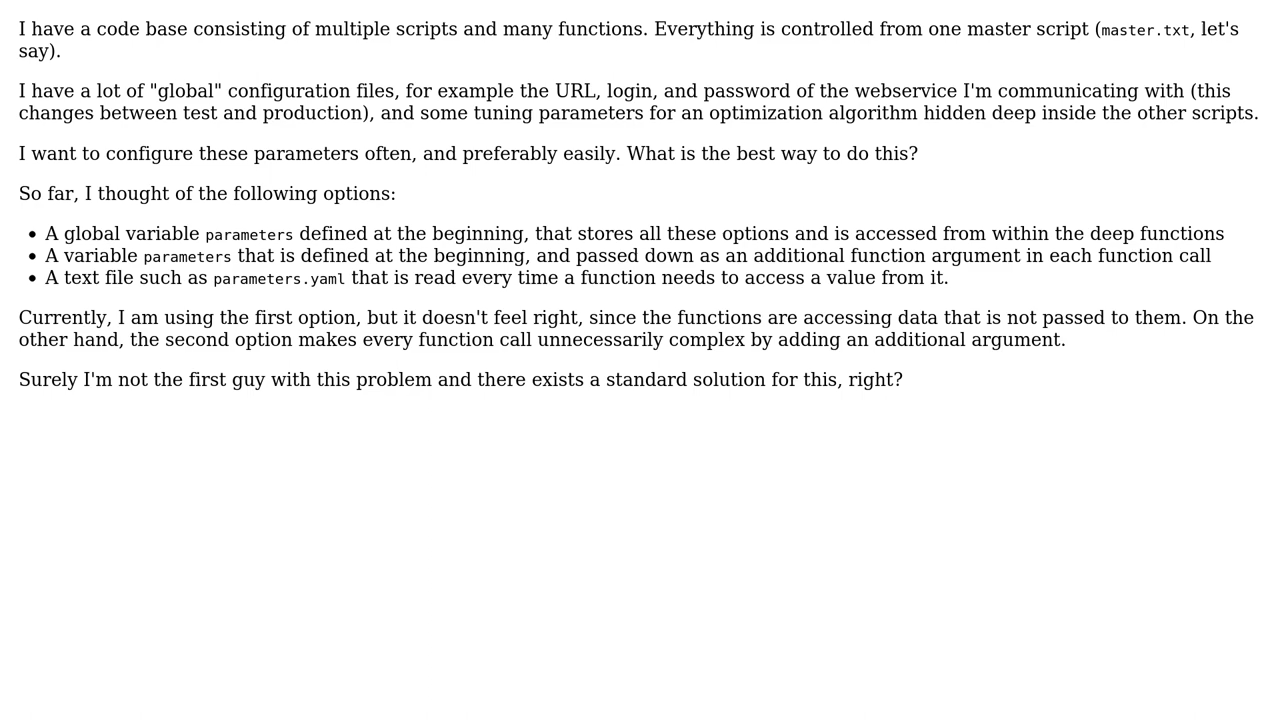 I have a code base consisting of multiple scripts and many functions. Everything is controlled from one master script (master.txt, let's
say).
I have a lot of "global" configuration files, for example the URL, login, and password of the webservice I'm communicating with (this
changes between test and production), and some tuning parameters for an optimization algorithm hidden deep inside the other scripts.
I want to configure these parameters often, and preferably easily. What is the best way to do this?
So far, I thought of the following options:
• A global variable parameters defined at the beginning, that stores all these options and is accessed from within the deep functions
• A variable parameters that is defined at the beginning, and passed down as an additional function argument in each function call
• A text file such as parameters.yaml that is read every time a function needs to access a value from it.
Currently, I am using the first option, but it doesn't feel right, since the functions are accessing data that is not passed to them. On the
other hand, the second option makes every function call unnecessarily complex by adding an additional argument.
Surely I'm not the first guy with this problem and there exists a standard solution for this, right?